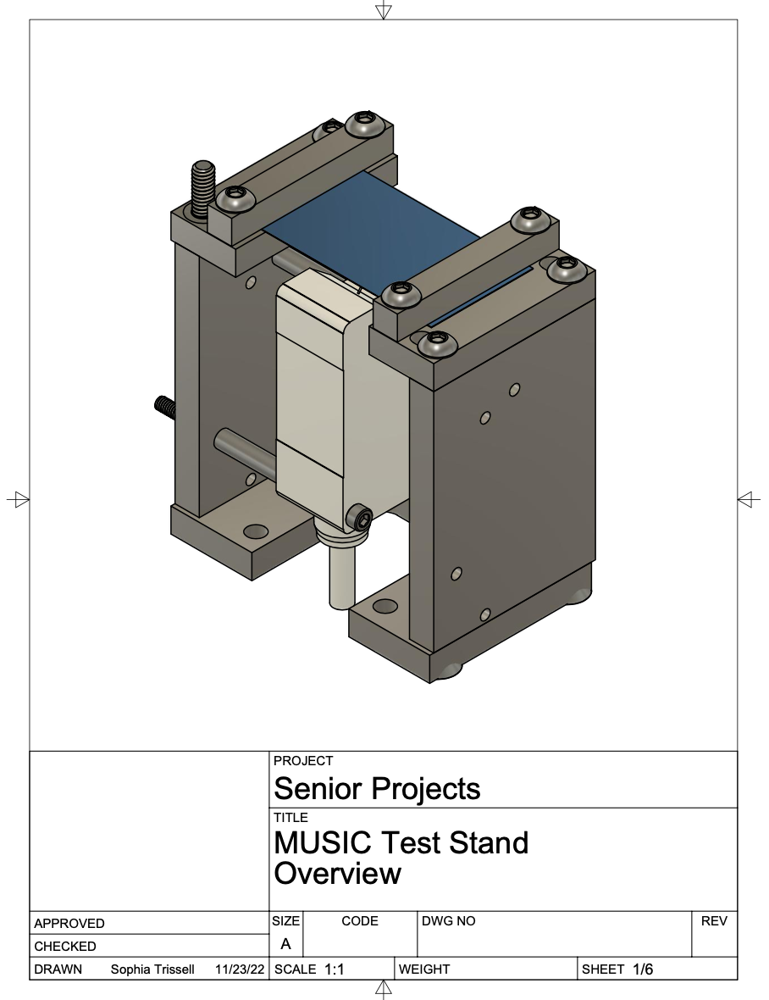 PROJECT
Senior Projects
TITLE
MUSIC Test Stand
Overview
APPROVED
CHECKED
DRAWN Sophia Trissell 11/23/22
SIZE
A
CODE
DWG NO
REV
SCALE 1:1
WEIGHT
SHEET 1/6